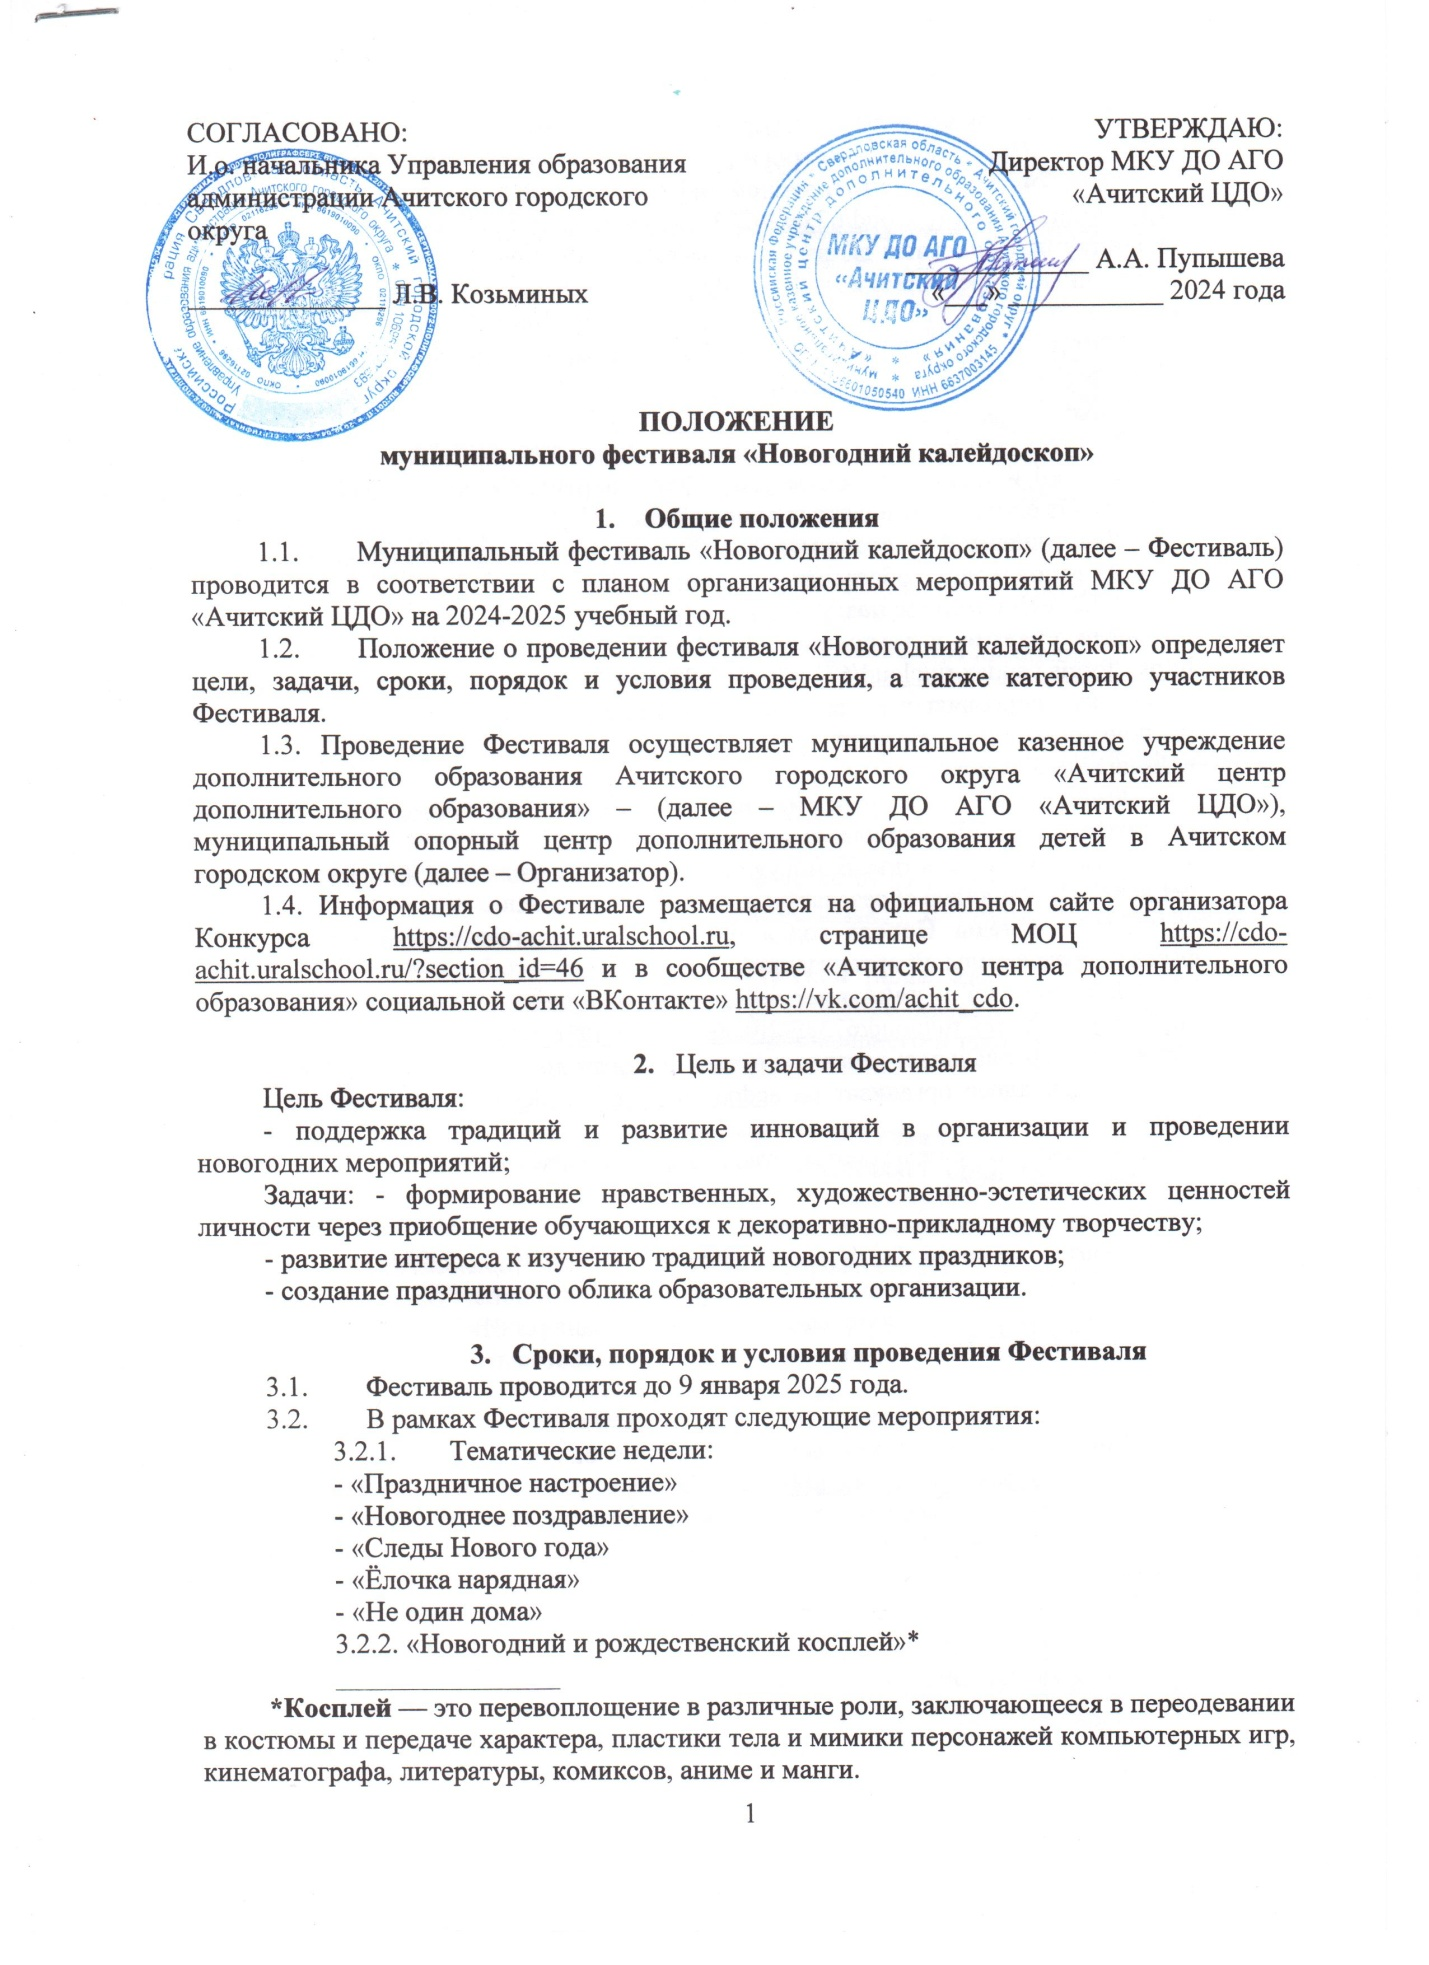 СОГЛАСОВАНО:
И.о. начальника Управления образования
администрации Ачитского городского
округа
Л.В. Козьминых
УТВЕРЖДАЮ:
Директор МКУ ДО АГО
«Ачитский ЦДО»
А.А. Пупышева
«___» ____________ 2024 года
МКУ ДО АГО
«Ачитский
ЦДО»
ПОЛОЖЕНИЕ
муниципального фестиваля «Новогодний калейдоскоп»
1. Общие положения
1.1. Муниципальный фестиваль «Новогодний калейдоскоп» (далее – Фестиваль)
проводится в соответствии с планом организационных мероприятий МКУ ДО АГО
«Ачитский ЦДО» на 2024-2025 учебный год.
1.2. Положение о проведении фестиваля «Новогодний калейдоскоп» определяет
цели, задачи, сроки, порядок и условия проведения, а также категорию участников
Фестиваля.
1.3. Проведение Фестиваля осуществляет муниципальное казенное учреждение
дополнительного образования Ачитского городского округа «Ачитский центр
дополнительного образования» – (далее – МКУ ДО АГО «Ачитский ЦДО»),
муниципальный опорный центр дополнительного образования детей в Ачитском
городском округе (далее – Организатор).
1.4. Информация о Фестивале размещается на официальном сайте организатора
Конкурса https://cdo-achit.uralschool.ru, странице МОЦ https://cdo-
achit.uralschool.ru/?section_id=46 и в сообществе «Ачитского центра дополнительного
образования» социальной сети «ВКонтакте» https://vk.com/achit_cdo.
2. Цель и задачи Фестиваля
Цель Фестиваля:
- поддержка традиций и развитие инноваций в организации и проведении
новогодних мероприятий;
Задачи: - формирование нравственных, художественно-эстетических ценностей
личности через приобщение обучающихся к декоративно-прикладному творчеству;
- развитие интереса к изучению традиций новогодних праздников;
- создание праздничного облика образовательных организации.
3. Сроки, порядок и условия проведения Фестиваля
3.1. Фестиваль проводится до 9 января 2025 года.
3.2. В рамках Фестиваля проходят следующие мероприятия:
3.2.1. Тематические недели:
- «Праздничное настроение»
- «Новогоднее поздравление»
- «Следы Нового года»
- «Ёлочка нарядная»
- «Не один дома»
3.2.2. «Новогодний и рождественский косплей»*
*Косплей — это перевоплощение в различные роли, заключающееся в переодевании
в костюмы и передаче характера, пластики тела и мимики персонажей компьютерных игр,
кинематографа, литературы, комиксов, аниме и манги.
1